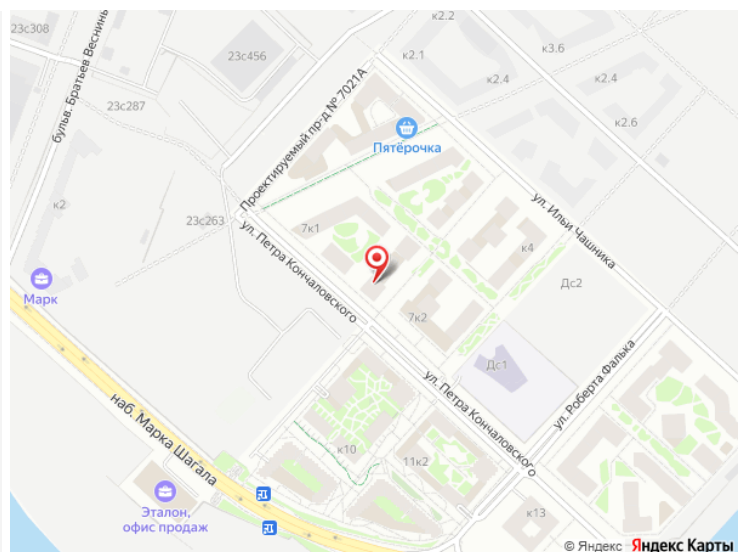 к2.2
23с308
бульв. Братьев Веснины
23с456
к2.1
к3.6
к2.4
к2.4
23с287
Проектируемый пр-д № 7021А
Пятёрочка
к2.6
ул. Ильи Чашника
к2
23с263
7к1
ул. Петра Кончаловского
к4
Марк
Дс2
7к2
Дс1
ул. Роберта Фалька
ул. Петра Кончаловского
наб. Марка Шагала
к10
11к2
Эталон,
офис продаж
к13
© Яндекс Яндекс Карты